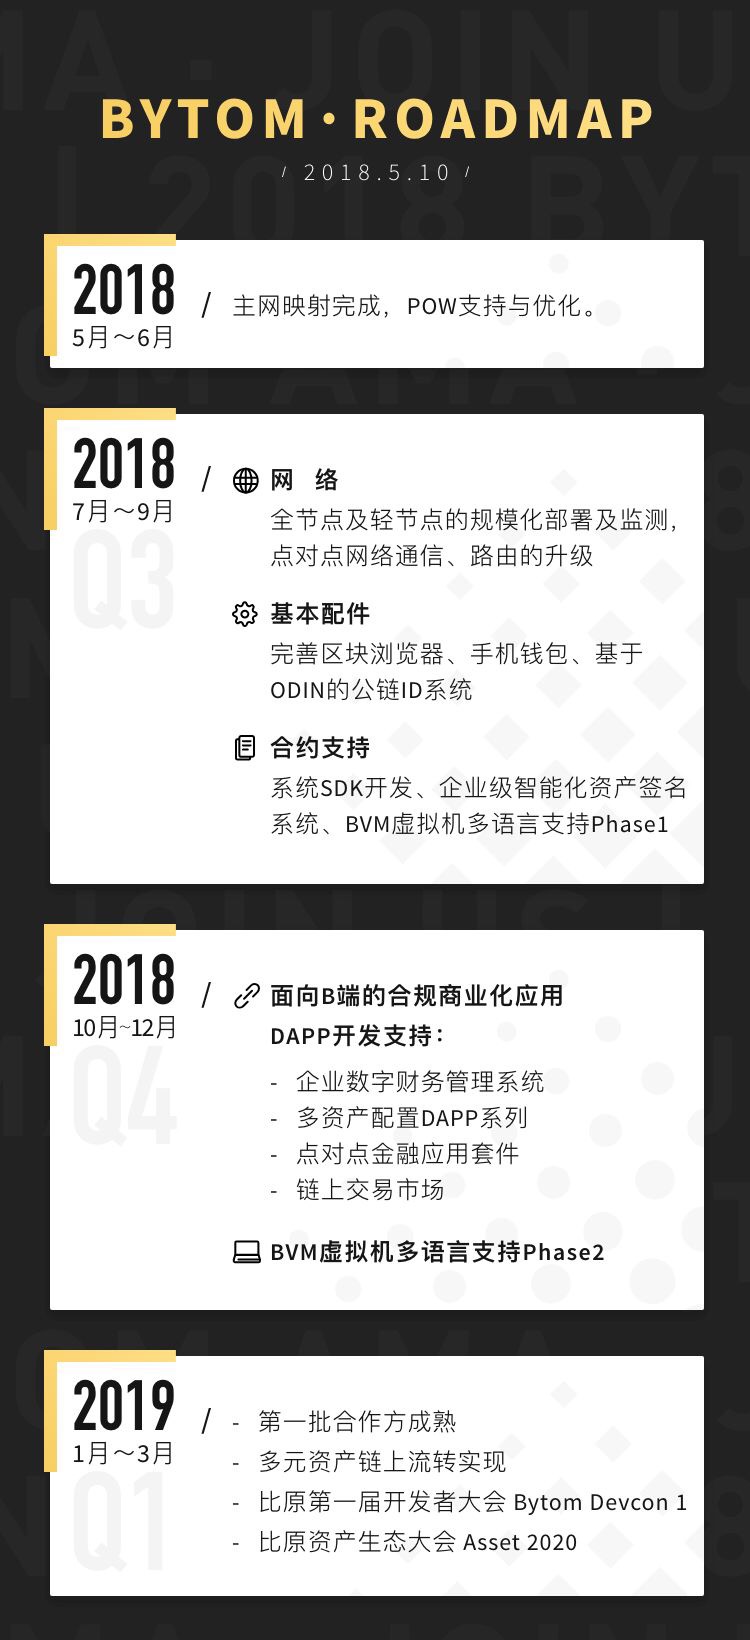 BYTOM·ROADMAP
/ 2018.5.10 /
2018
5月～6月
/
主网映射完成，POW支持与优化。
2018
7月～9月
Q3
/
网 络
全节点及轻节点的规模化部署及监测，
点对点网络通信、路由的升级
基本配件
完善区块浏览器、手机钱包、基于
ODIN的公链ID系统
合约支持
系统SDK开发、企业级智能化资产签名
系统、BVM虚拟机多语言支持Phase1
2018
10月~12月
Q4
/
面向B端的合规商业化应用
DAPP开发支持：
- 企业数字财务管理系统
- 多资产配置DAPP系列
- 点对点金融应用套件
- 链上交易市场
BVM虚拟机多语言支持Phase2
2019
1月～3月
Q1
/
- 第一批合作方成熟
- 多元资产链上流转实现
- 比原第一届开发者大会 Bytom Devcon 1
- 比原资产生态大会 Asset 2020